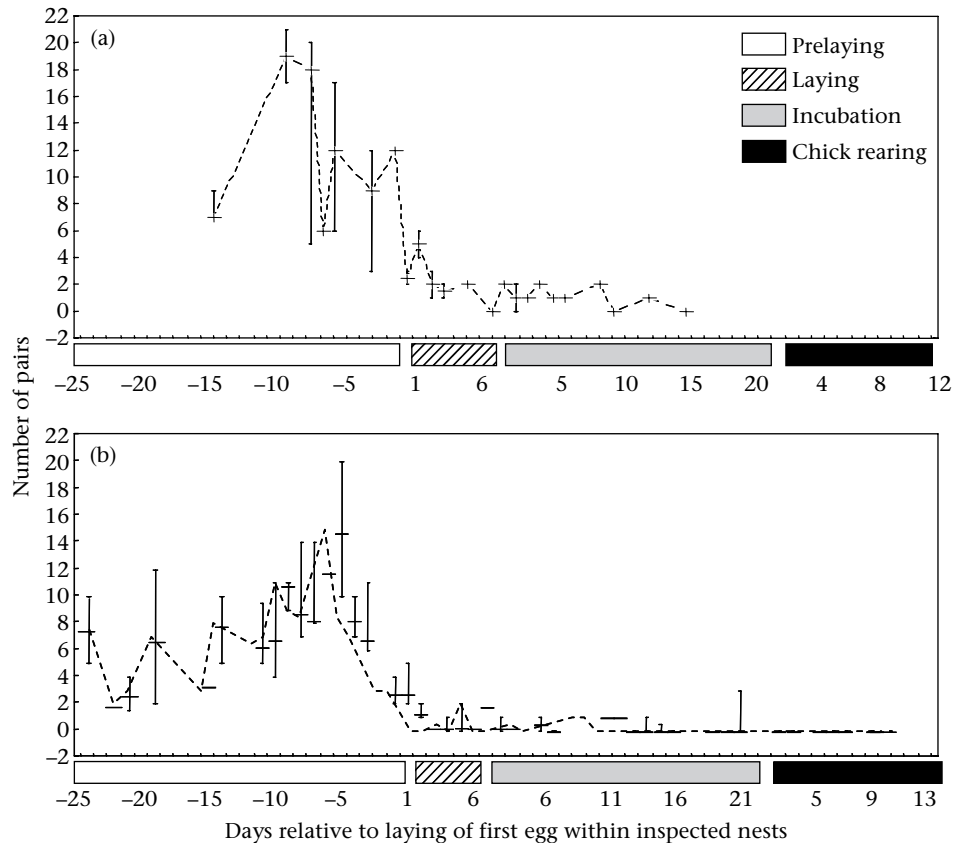 22
20
18
16
14
12
10
8
6
4
2
0
−2
(a)
Prelaying
Laying
Incubation
Chick rearing
−25 −20 −15 −10 −5 1 6 5 10 15 20 4 8 12
Number of pairs
22
20
18
16
14
12
10
8
6
4
2
0
−2
(b)
−25 −20 −15 −10 −5 1 6 6 11 16 21 5 9 13
Days relative to laying of first egg within inspected nests